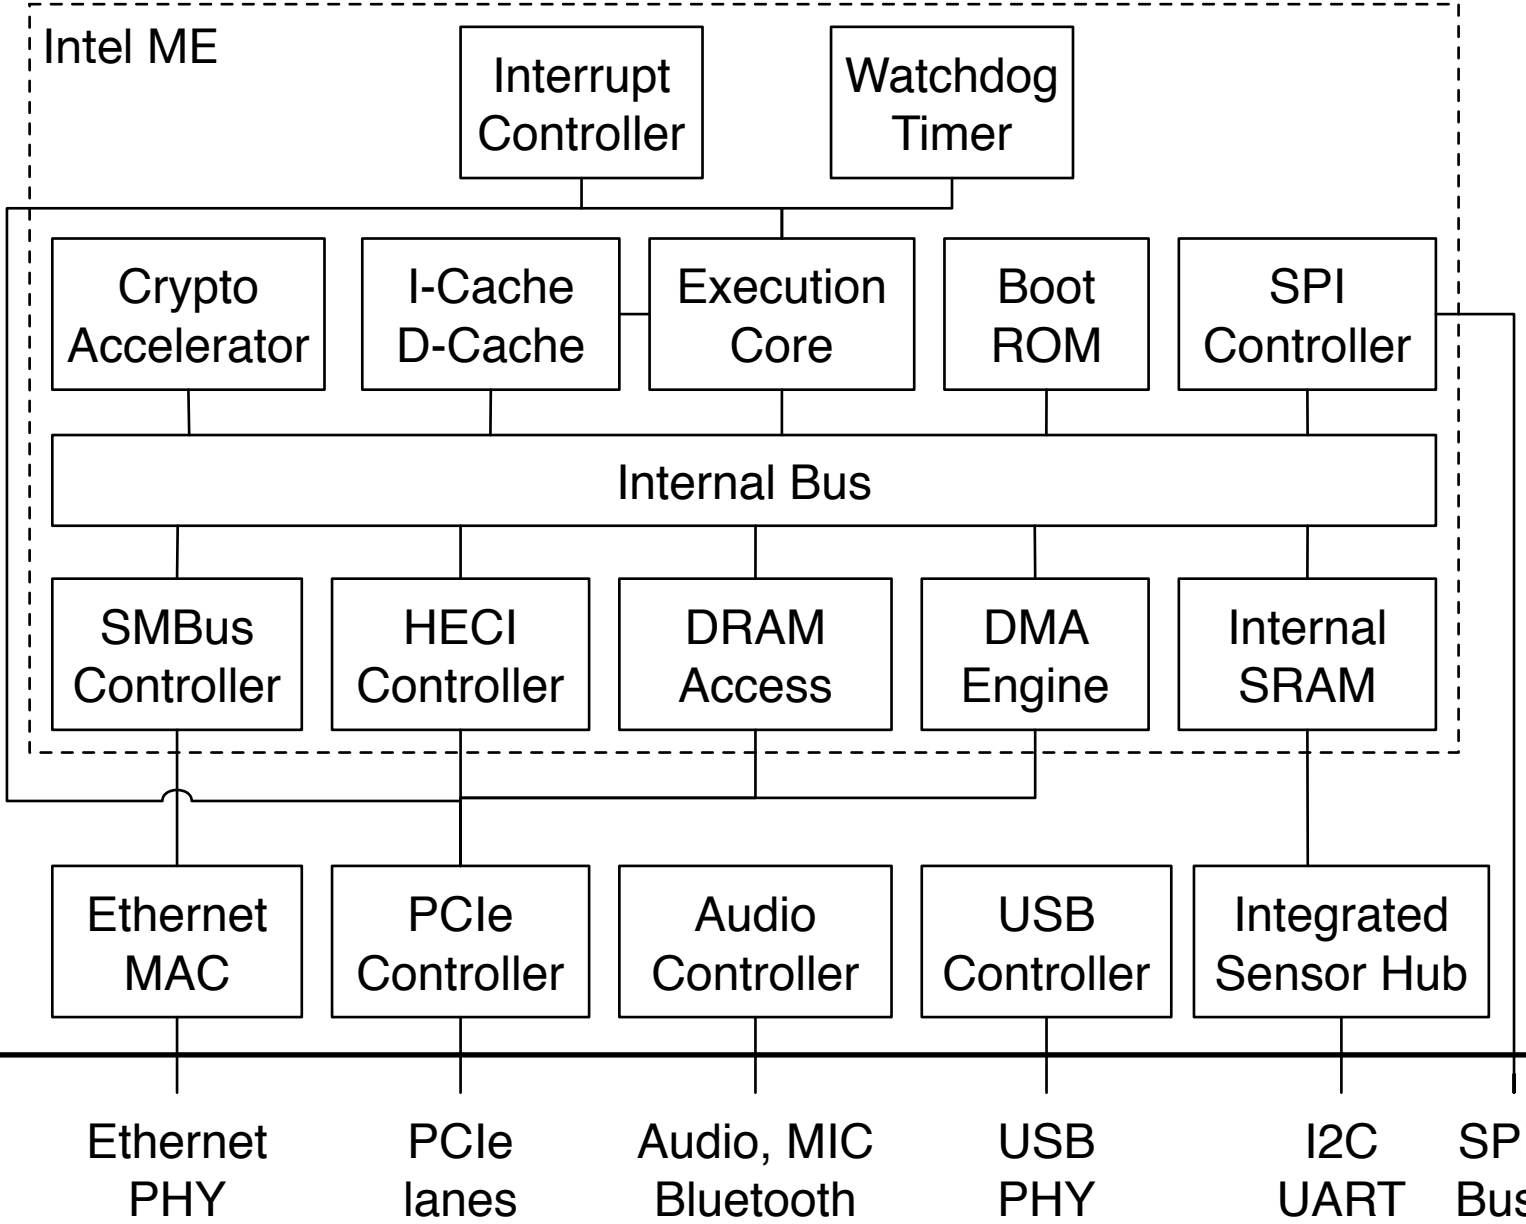 Intel ME
Interrupt
Controller
Watchdog
Timer
Crypto
Accelerator
I-Cache
D-Cache
Execution
Core
Boot
ROM
SPI
Controller
Internal Bus
SMBus
Controller
HECI
Controller
DRAM
Access
DMA
Engine
Internal
SRAM
Ethernet
MAC
PCIe
Controller
Audio
Controller
USB
Controller
Integrated
Sensor Hub
Ethernet
PHY
PCIe
lanes
Audio, MIC
Bluetooth
USB
PHY
I2C
UART
SP
Bus